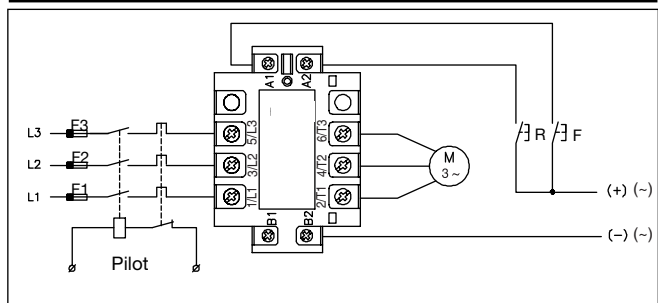 A1 A2
F3
L3
5/L3
6/T3
R
F
F2
L2
3/L2
4/T2
M
3~
F1
L1
1/L1
2/T1
(+) (~)
B1 B2
(-) (~)
Pilot